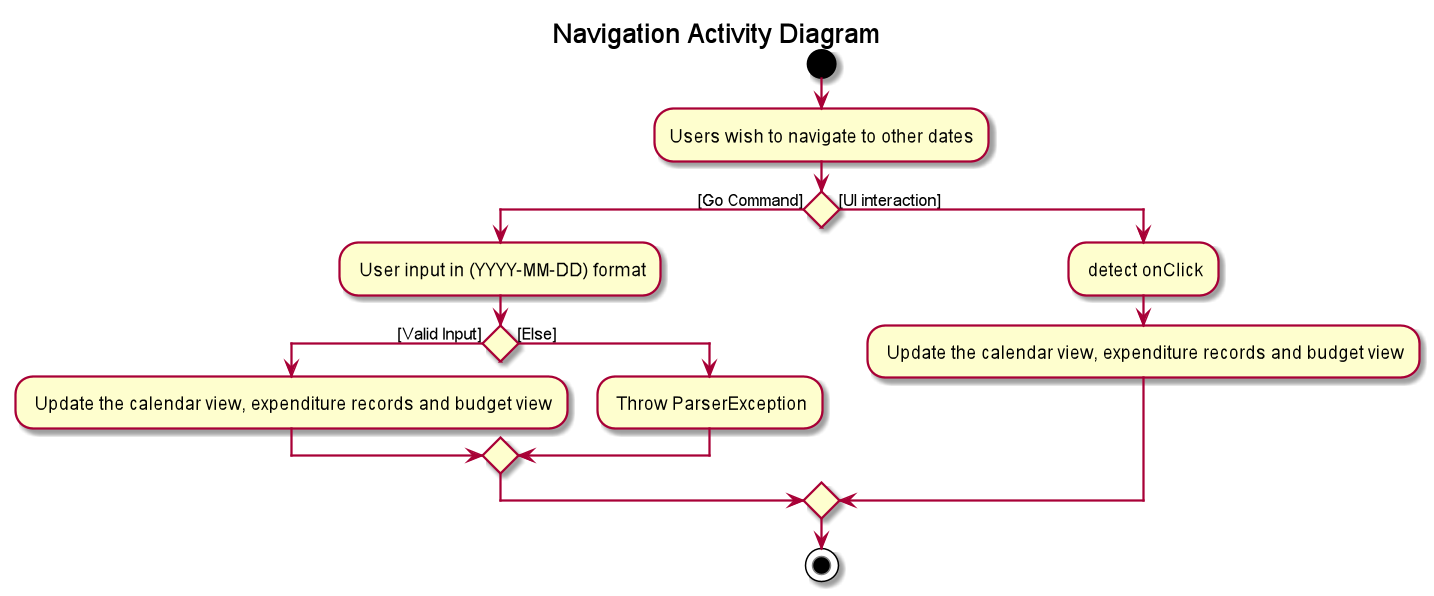 Navigation Activity Diagram
Users wish to navigate to other dates
[Go Command]
[UI interaction]
User input in (YYYY-MM-DD) format
detect onClick
[Valid Input]
[Else]
Update the calendar view, expenditure records and budget view
Update the calendar view, expenditure records and budget view
Throw ParserException